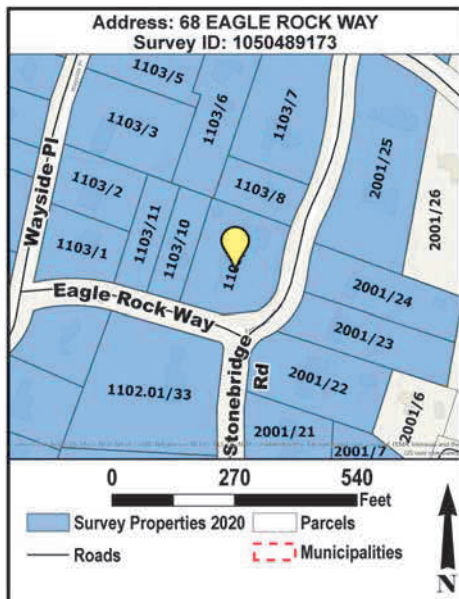 Address: 68 EAGLE ROCK WAY
Survey ID: 1050489173
1103/5
1103/6
1103/7
1103/3
2001/25
1103/2
1103/8
2001/26
1103/11
1103/10
1103/1
Wayside Pl
Eagle Rock Way
2001/24
2001/23
Stonebridge Rd
2001/22
1102.01/33
2001/6
2001/21
2001/7
0 270 540
Feet
Survey Properties 2020
Parcels
Roads
Municipalities
N